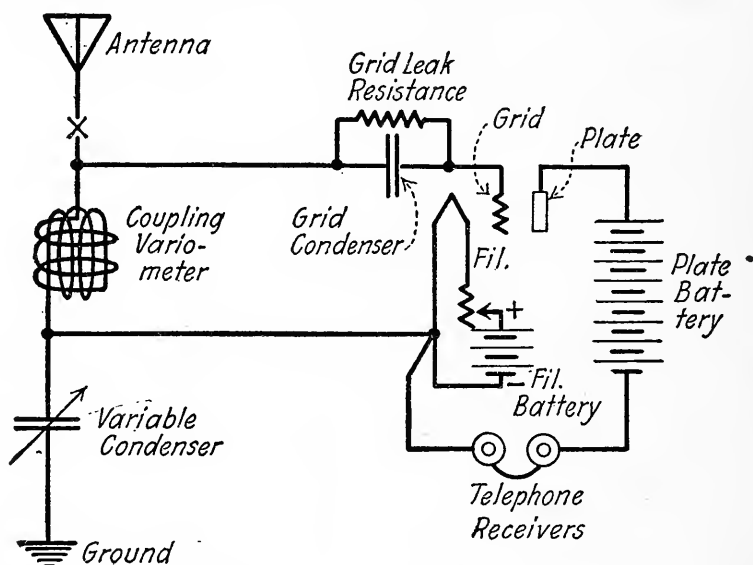 Antenna
Grid Leak
Resistance
Grid
Plate
Grid
Condenser
Coupling
Vario-
meter
Fil.
+
Plate
Bat-
tery
- Fil.
Battery
Variable
Condenser
Telephone
Receivers
Ground